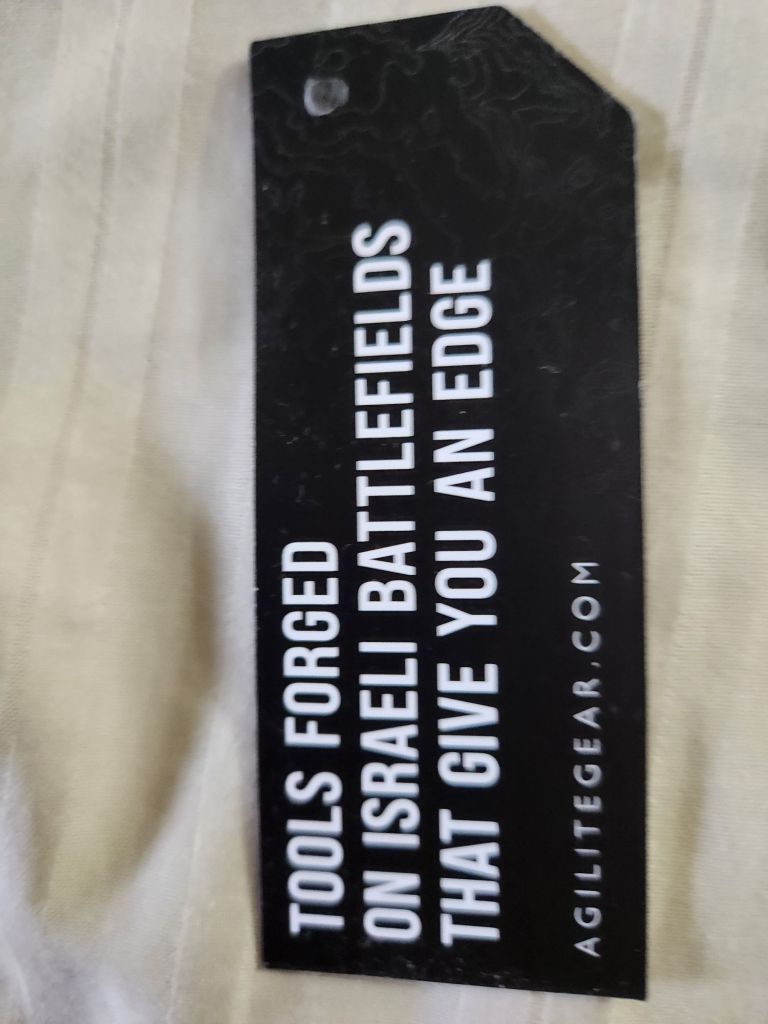 TOOLS FORGED
ON ISRAELI BATTLEFIELDS
THAT GIVE YOU AN EDGE
AGILITEGEAR.COM